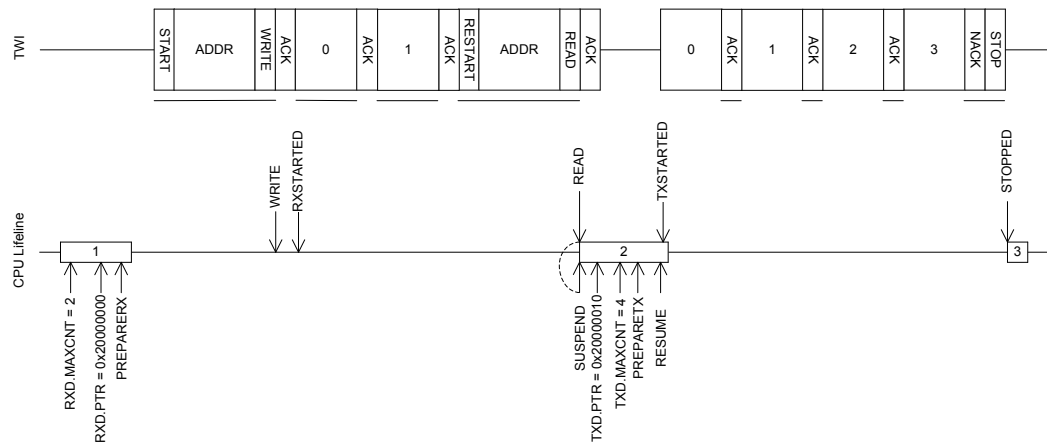 TWI
START
ADDR
WRITE
ACK
0
ACK
1
ACK
RESTART
ADDR
READ
ACK
0
ACK
1
ACK
2
ACK
3
NACK
STOP
WRITE
RXSTARTED
READ
TXSTARTED
STOPPED
CPU Lifeline
1
2
3
RXD.MAXCNT = 2
RXD.PTR = 0x20000000
PREPARERX
SUSPEND
TXD.PTR = 0x20000010
TXD.MAXCNT = 4
PREPARETX
RESUME